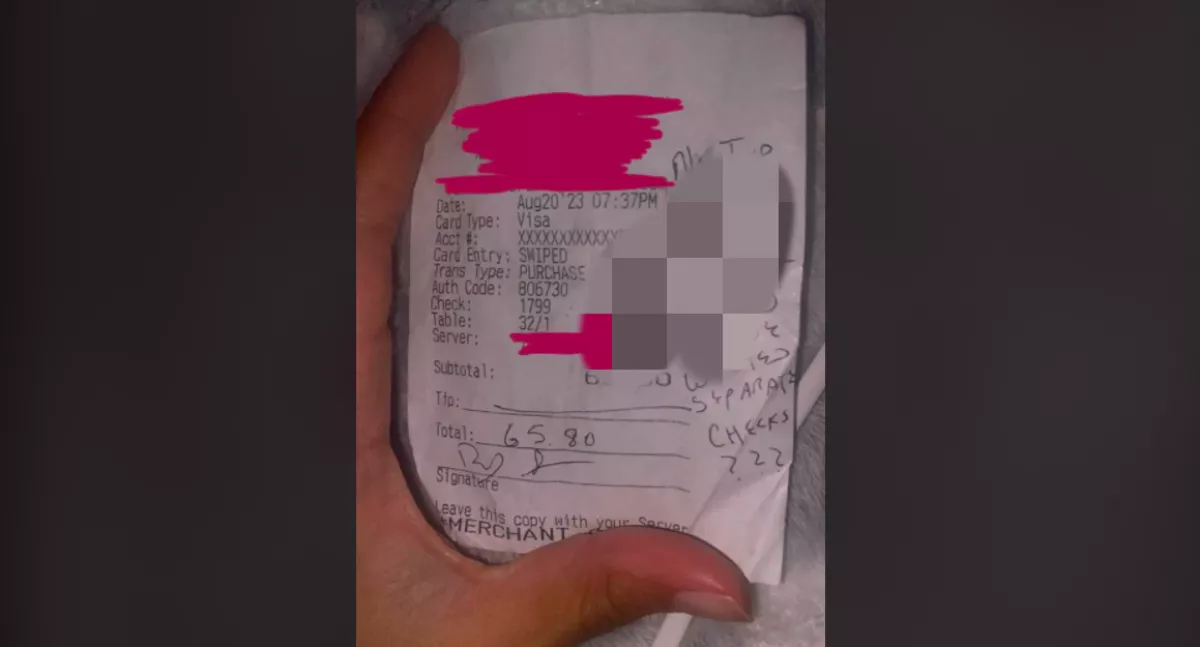 Date: Aug20'23 07:37PM
Card Type: Visa
Acct #: XXXXXXXXXXXX
Card Entry: SWIPED
Trans Type: PURCHASE
Auth Code: 806730
Check: 1799
Table: 32/1
Server:
Subtotal:
Tip:
Total: 65.80
Signature
SEPARATE
CHECKS
???
Leave this copy with your Server
*MERCHANT